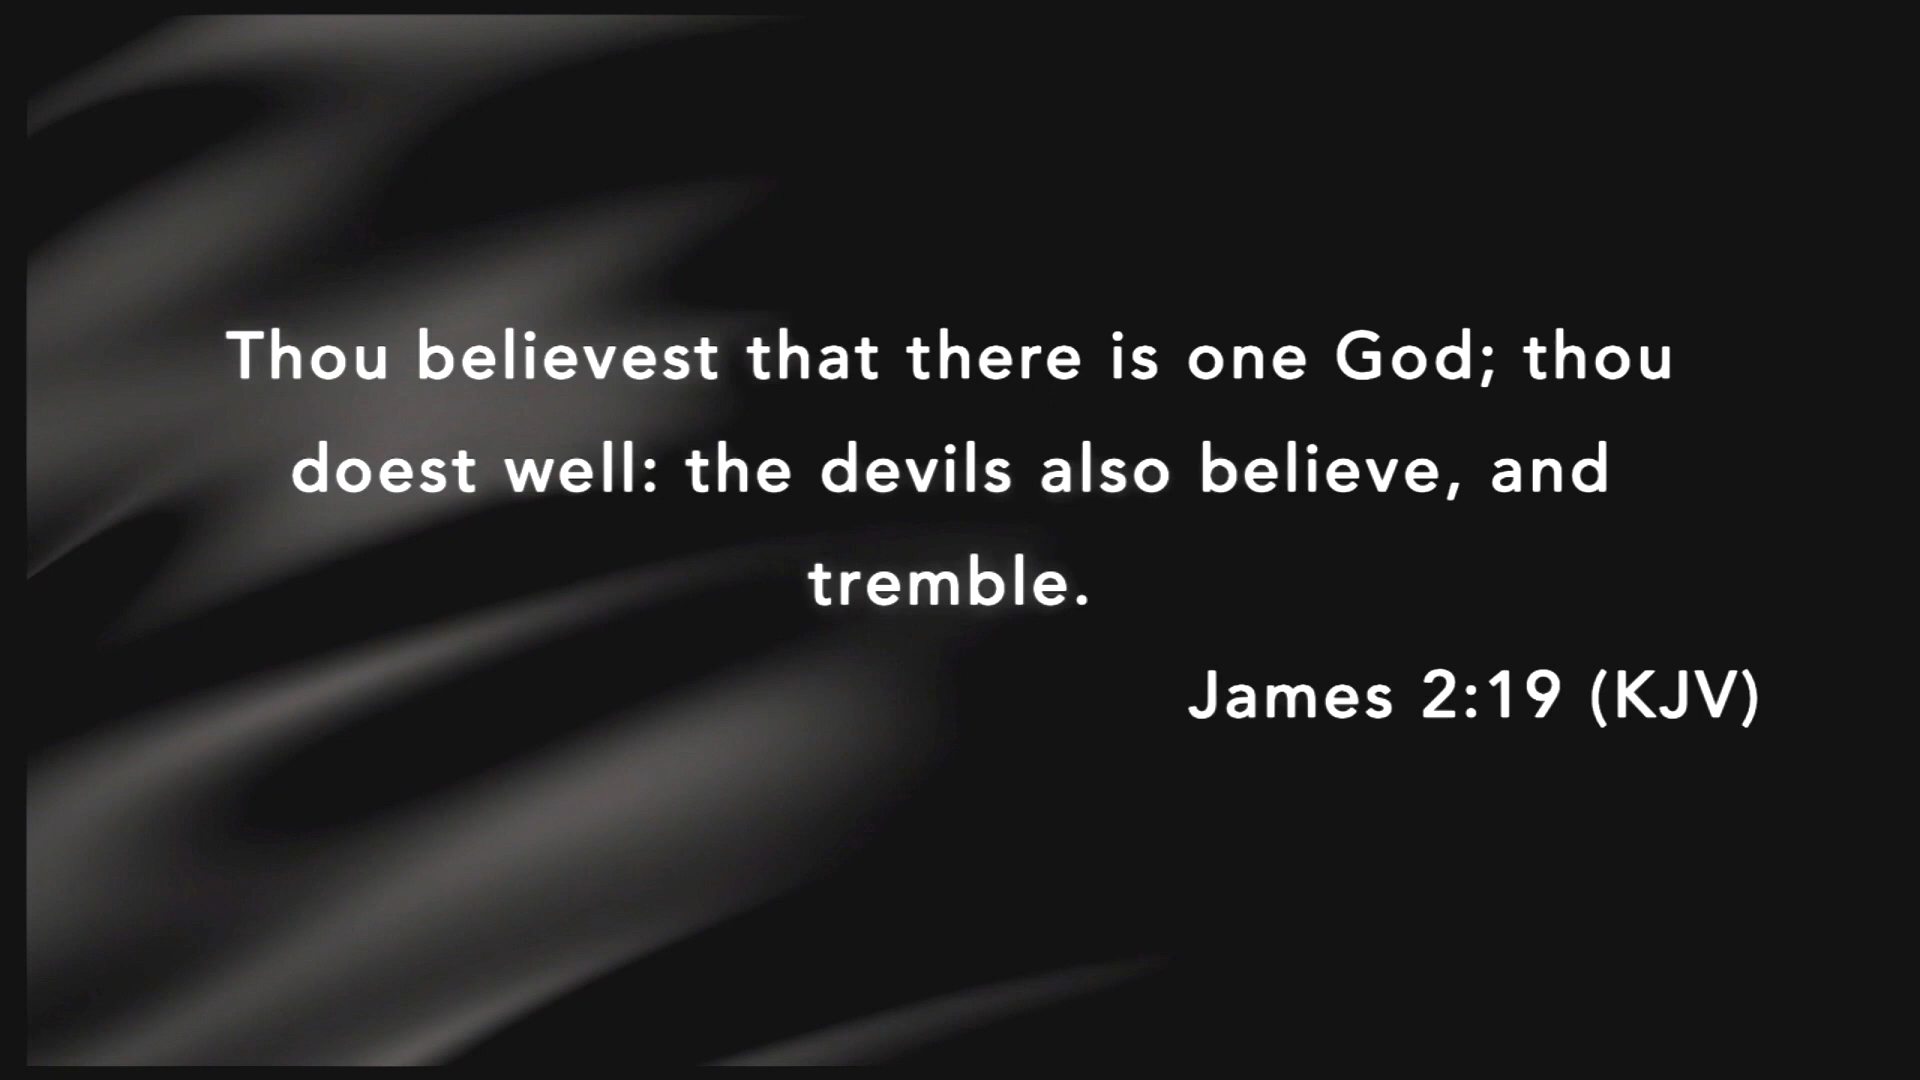 Thou believest that there is one God; thou
doest well: the devils also believe, and
tremble.
James 2:19 (KJV)